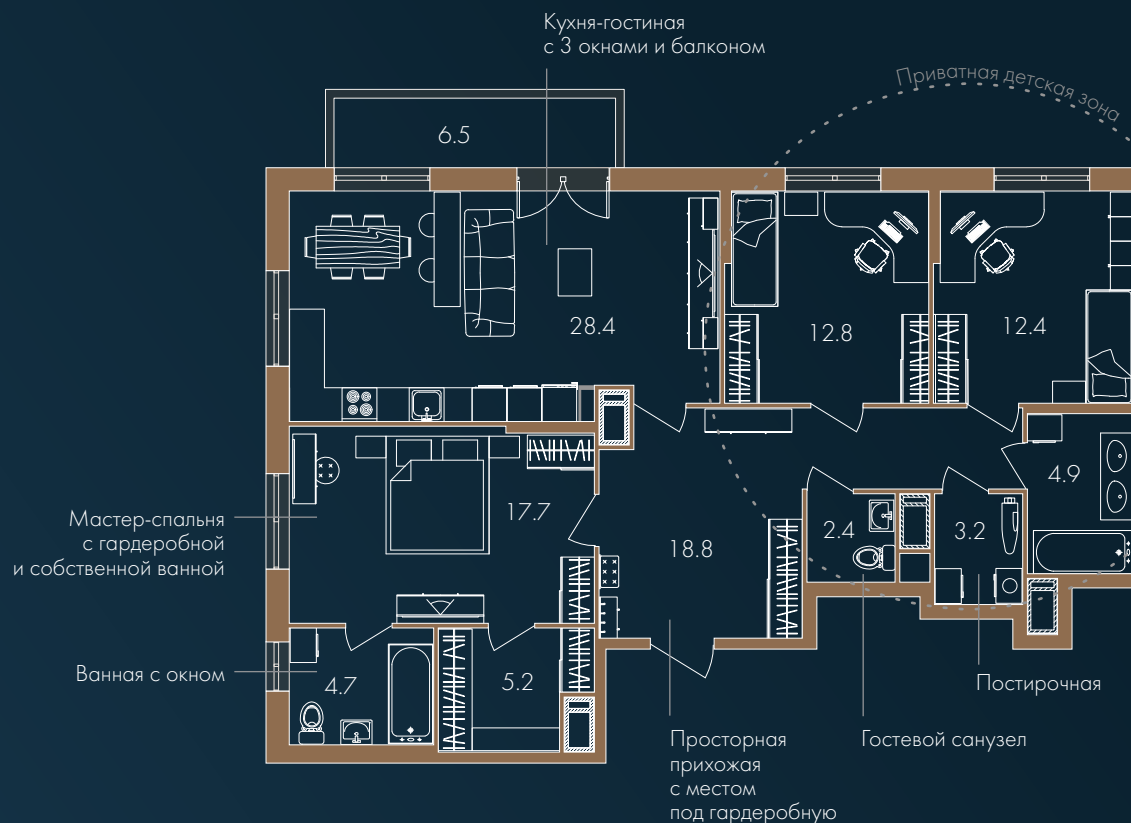 Кухня-гостиная
с 3 окнами и балконом
Приватная детская зона
6.5
28.4
12.8
12.4
4.9
17.7
2.4
3.2
18.8
Мастер-спальня
с гардеробной
и собственной ванной
Ванная с окном
4.7
5.2
Постирочная
Просторная
прихожая
с местом
под гардеробную
Гостевой санузел